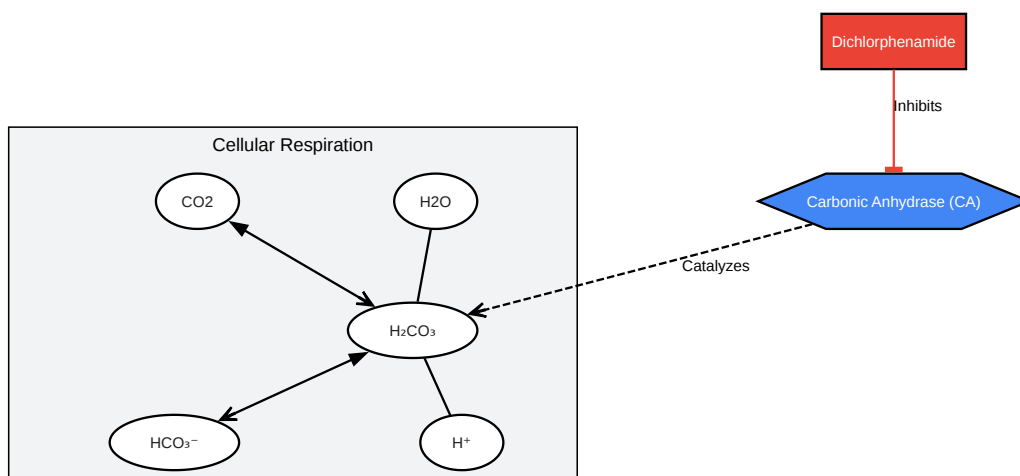 Dichlorphenamide
Inhibits
Cellular Respiration
CO2
H2O
Carbonic Anhydrase (CA)
Catalyzes
H₂CO₃
HCO₃⁻
H⁺